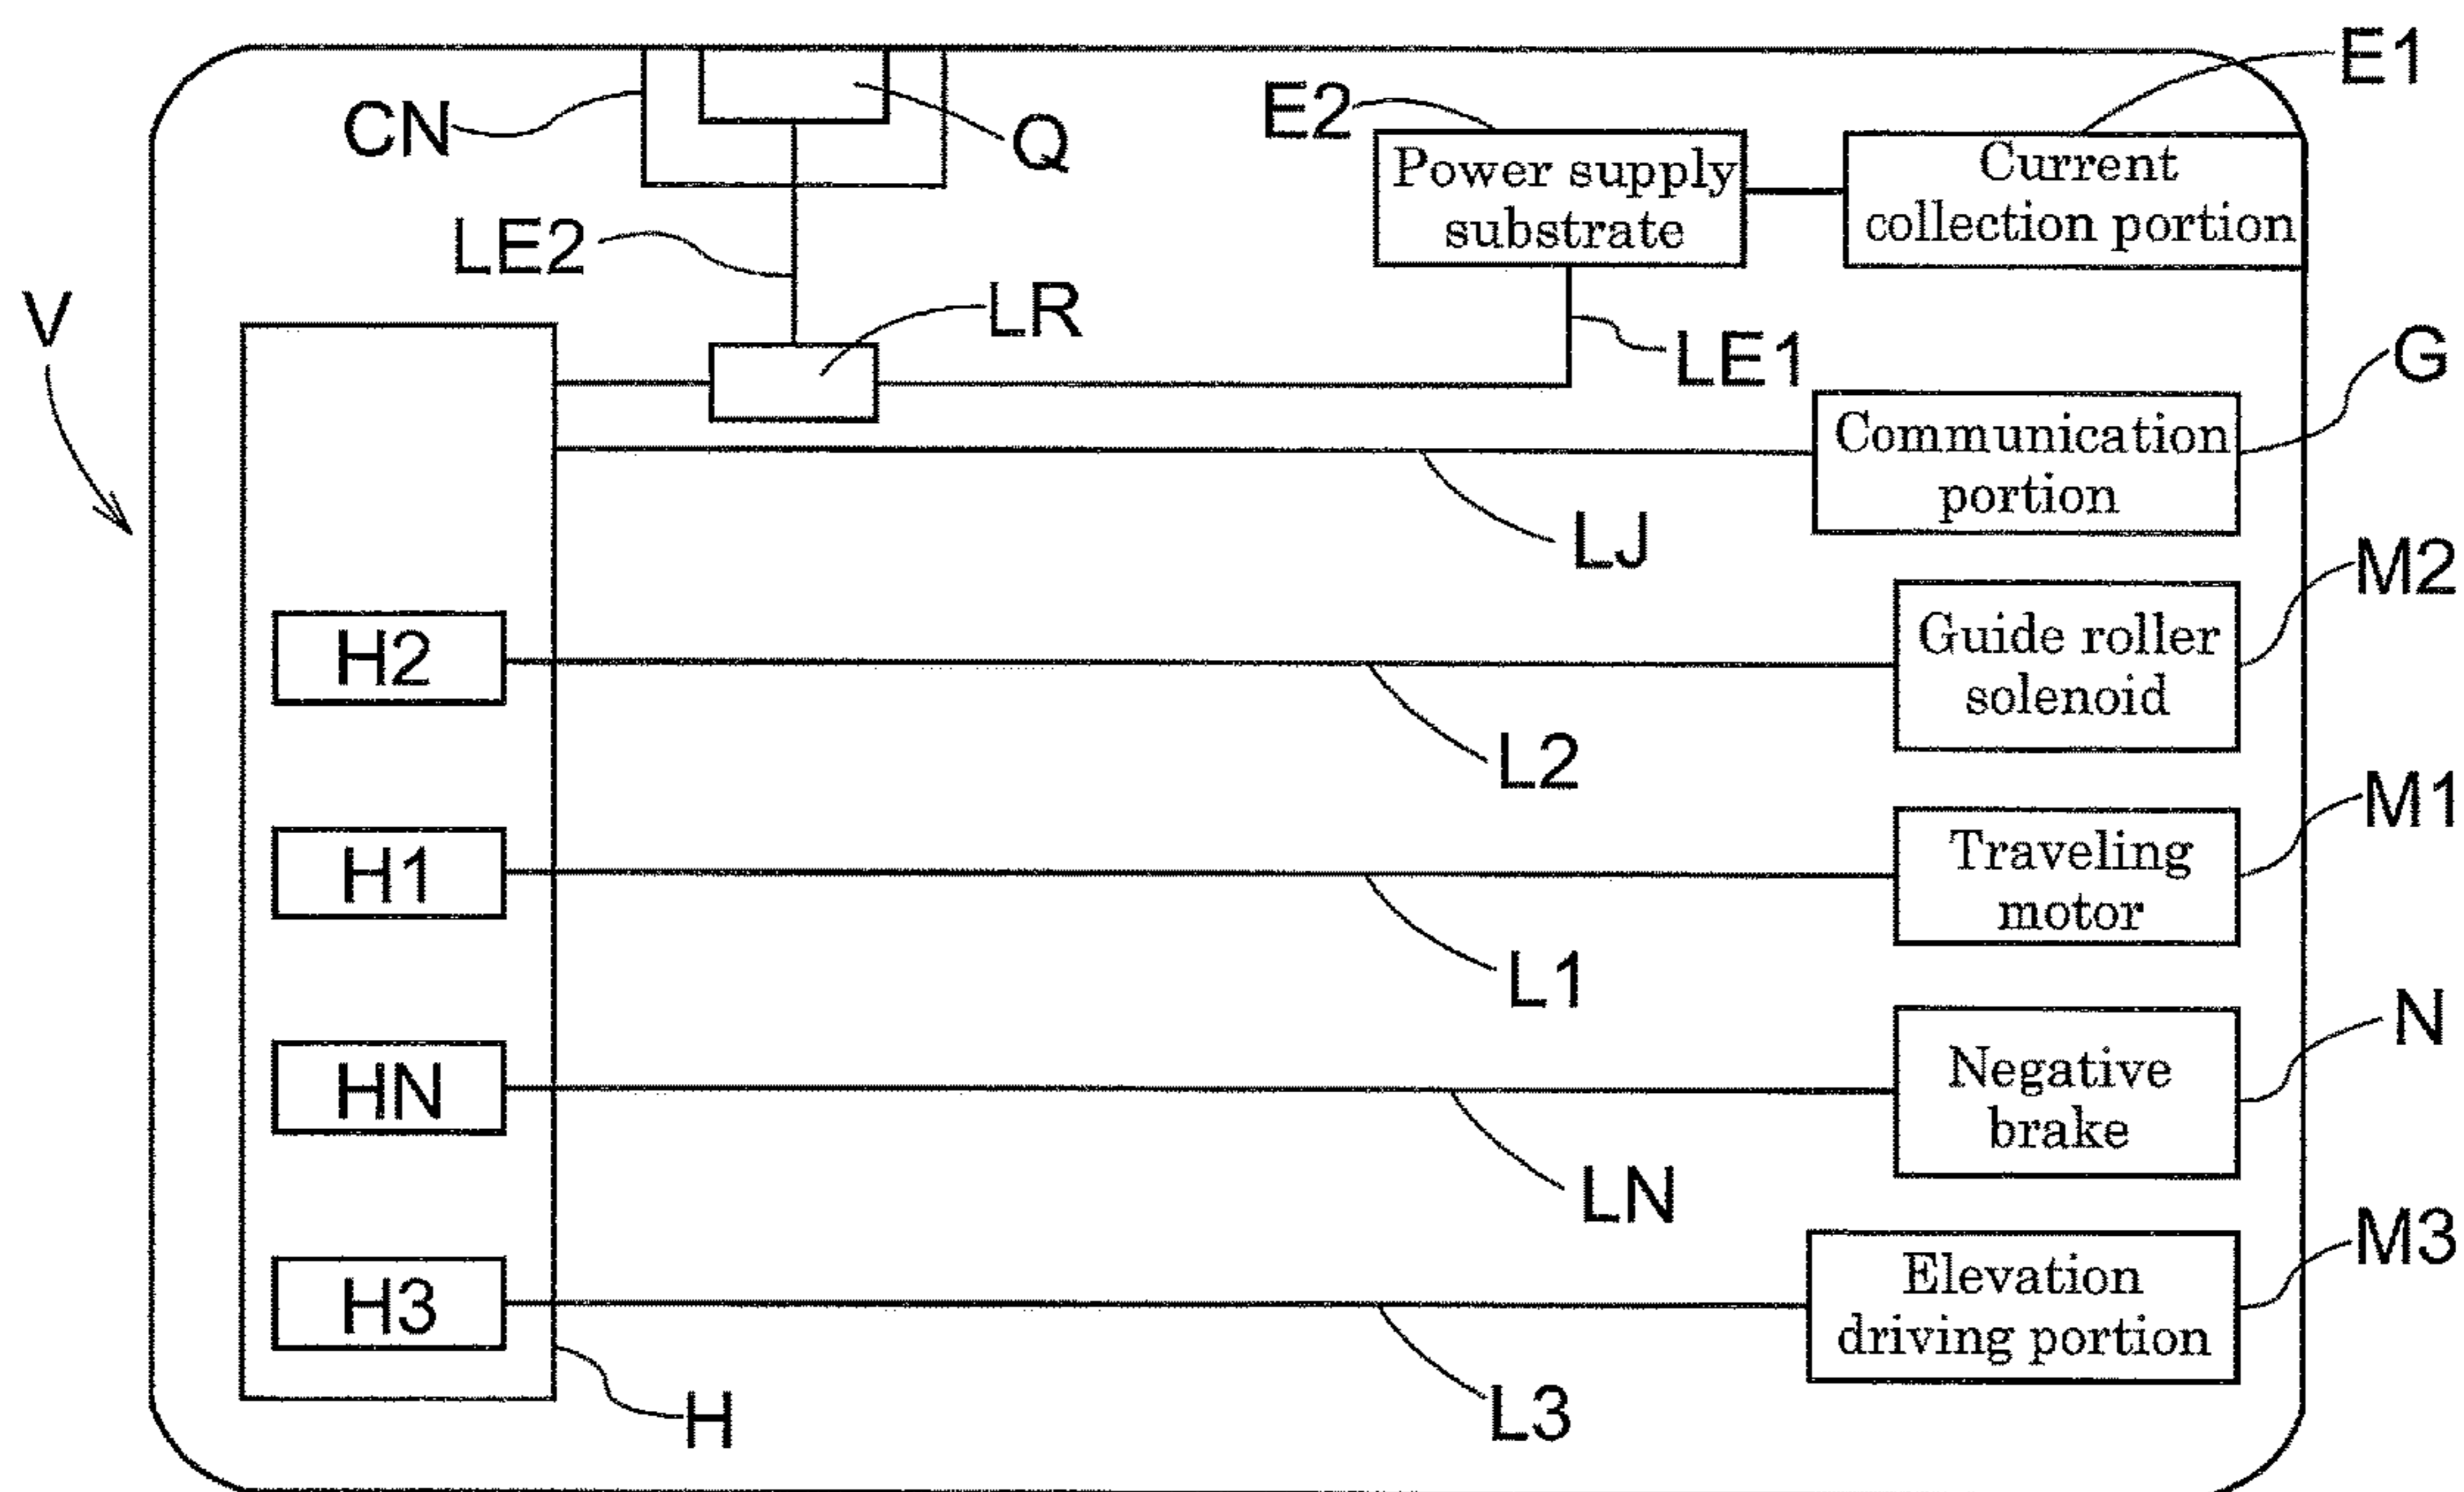 E1
E2
CN
Q
Power supply
substrate
Current
collection portion
LE2
LR
V
LE1
G
Communication
portion
LJ
M2
H2
Guide roller
solenoid
L2
M1
H1
Traveling
motor
L1
N
HN
Negative
brake
LN
M3
H3
Elevation
driving portion
L3
H